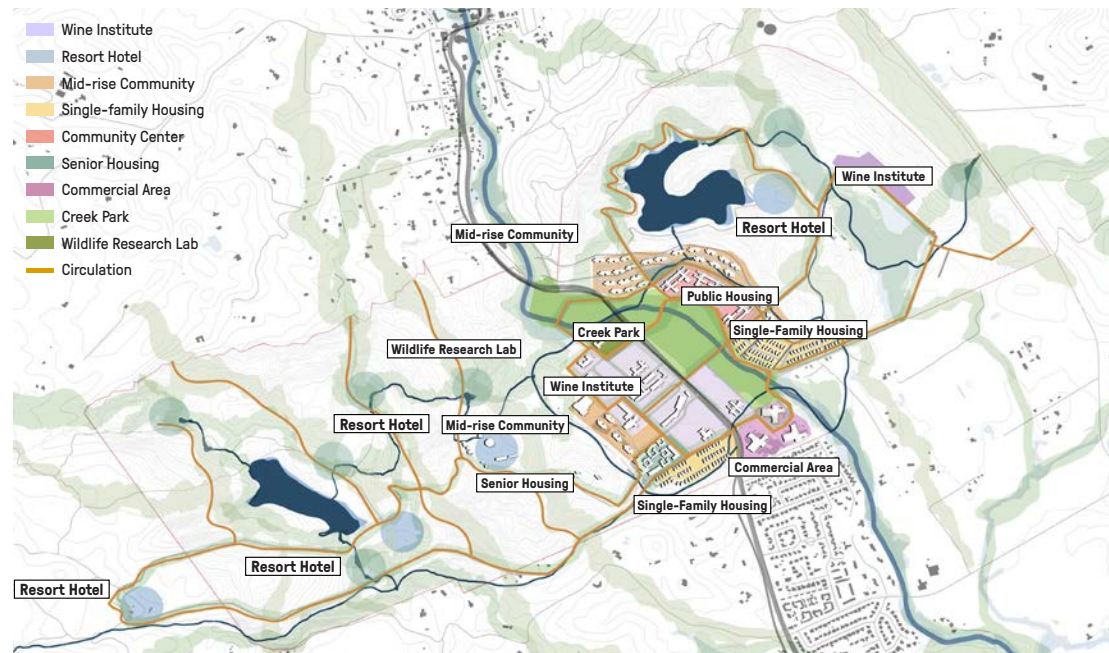 Wine Institute
Resort Hotel
Mid-rise Community
Single-family Housing
Community Center
Senior Housing
Commercial Area
Creek Park
Wildlife Research Lab
Circulation
Wine Institute
Resort Hotel
Mid-rise Community
Public Housing
Creek Park
Single-Family Housing
Wildlife Research Lab
Wine Institute
Resort Hotel
Mid-rise Community
Commercial Area
Senior Housing
Single-Family Housing
Resort Hotel
Resort Hotel